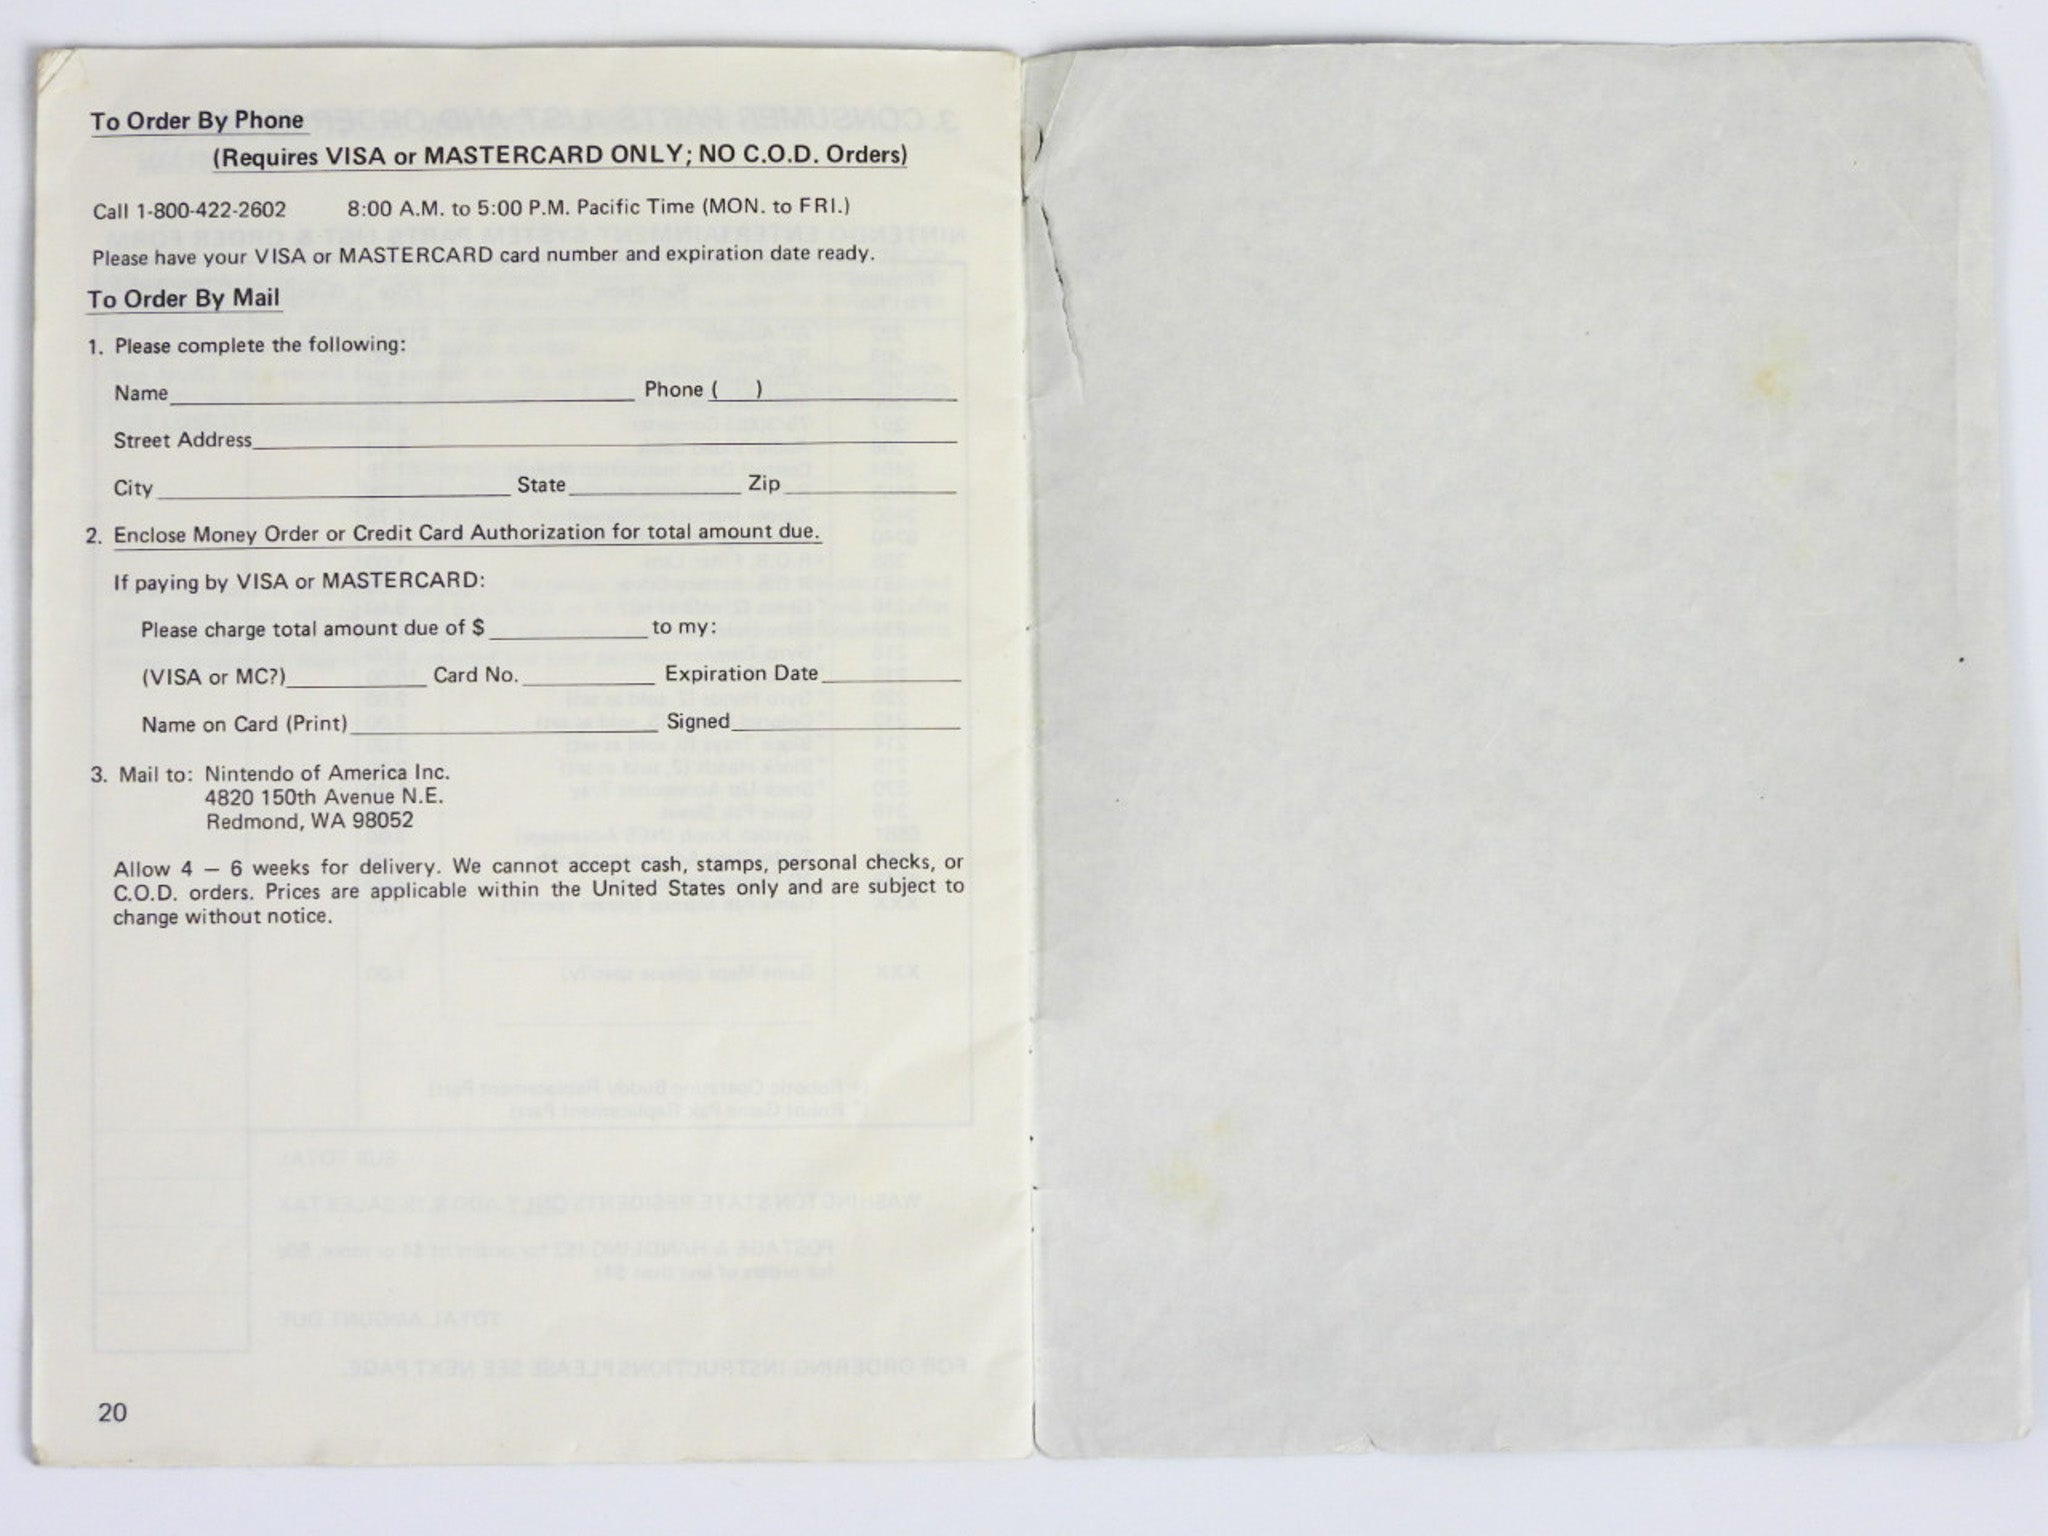 To Order By Phone
(Requires VISA or MASTERCARD ONLY; NO C.O.D. Orders)
Call 1-800-422-2602 8:00 A.M. to 5:00 P.M. Pacific Time (MON. to FRI.)
Please have your VISA or MASTERCARD card number and expiration date ready.
To Order By Mail
1. Please complete the following:
Name Phone ( )
Street Address
City State Zip
2. Enclose Money Order or Credit Card Authorization for total amount due.
If paying by VISA or MASTERCARD:
Please charge total amount due of $ to my:
(VISA or MC?) Card No. Expiration Date
Name on Card (Print) Signed
3. Mail to: Nintendo of America Inc.
4820 150th Avenue N.E.
Redmond, WA 98052
Allow 4 — 6 weeks for delivery. We cannot accept cash, stamps, personal checks, or
C.O.D. orders. Prices are applicable within the United States only and are subject to
change without notice.
20